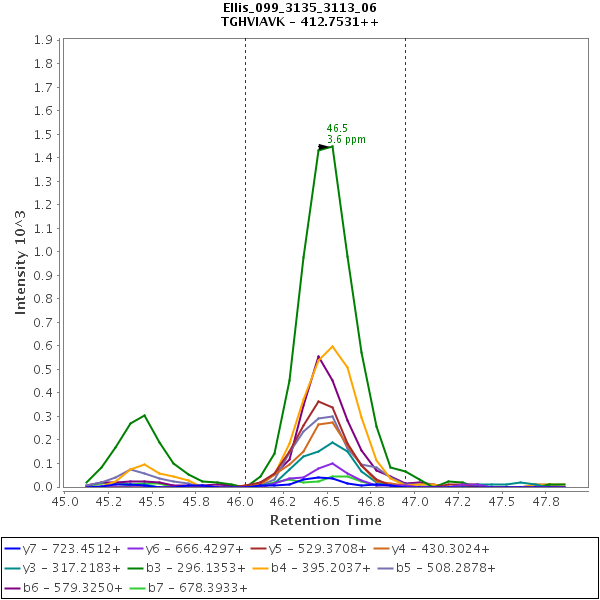 Ellis_099_3135_3113_06
TGHVIAVK - 412.7531++
Intensity 10^3
1.9
1.8
1.7
1.6
1.5
1.4
1.3
1.2
1.1
1.0
0.9
0.8
0.7
0.6
0.5
0.4
0.3
0.2
0.1
0.0
46.5
3.6 ppm
45.0 45.2 45.5 45.8 46.0 46.2 46.5 46.8 47.0 47.2 47.5 47.8
Retention Time
y7 - 723.4512+ y6 - 666.4297+ y5 - 529.3708+ y4 - 430.3024+
y3 - 317.2183+ b3 - 296.1353+ b4 - 395.2037+ b5 - 508.2878+
b6 - 579.3250+ b7 - 678.3933+